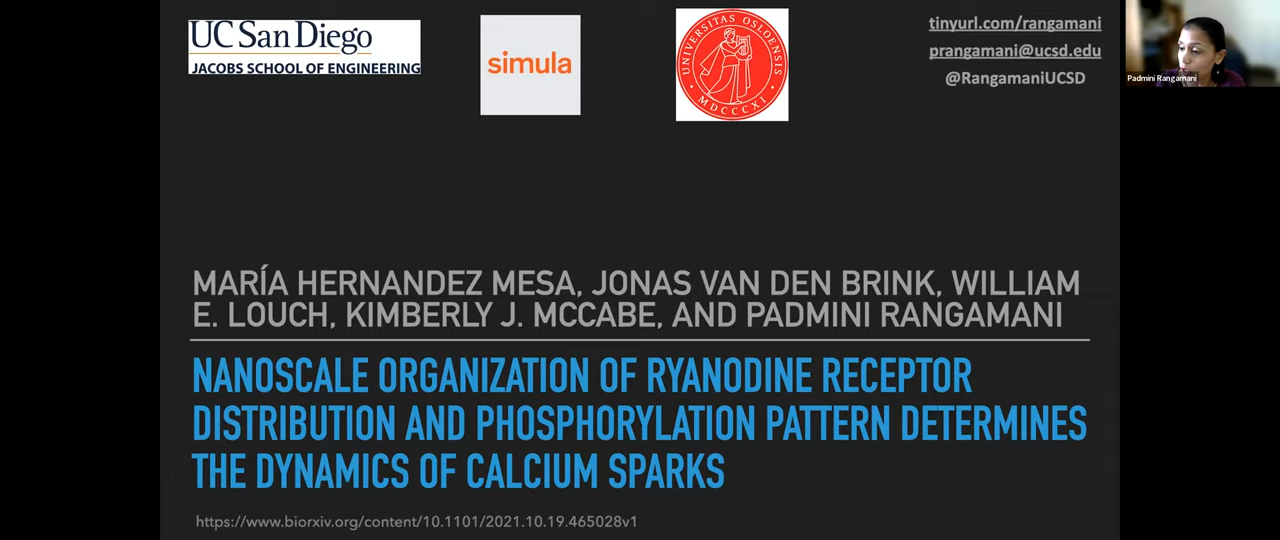 UC San Diego
JACOBS SCHOOL OF ENGINEERING
simula
UNIVERSITAS OSLOENSIS
MDCCCXI
tinyurl.com/rangamani
prangamani@ucsd.edu
@RangamaniUCSD
Padmini Rangamani
MARÍA HERNANDEZ MESA, JONAS VAN DEN BRINK, WILLIAM
E. LOUCH, KIMBERLY J. MCCABE, AND PADMINI RANGAMANI
NANOSCALE ORGANIZATION OF RYANODINE RECEPTOR
DISTRIBUTION AND PHOSPHORYLATION PATTERN DETERMINES
THE DYNAMICS OF CALCIUM SPARKS
https://www.biorxiv.org/content/10.1101/2021.10.19.465028v1